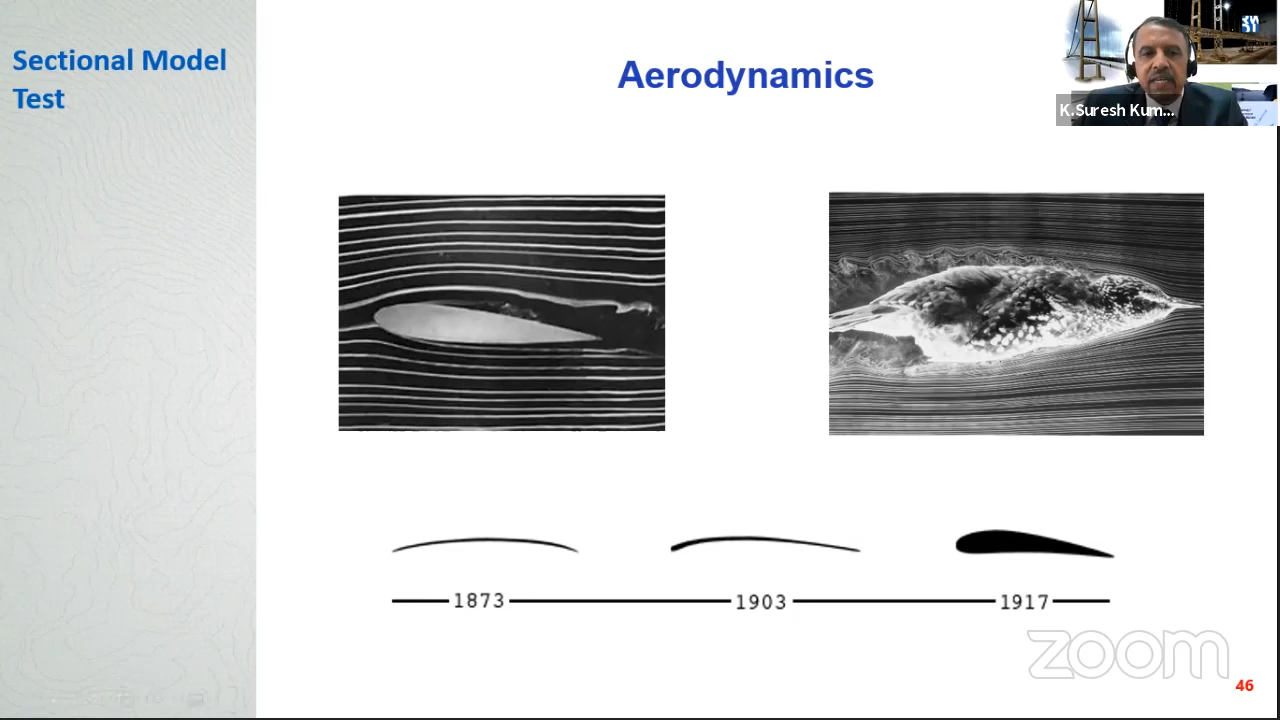 Sectional Model
Test
Aerodynamics
K.Suresh Kum...
1873
1903
1917
zoom
46